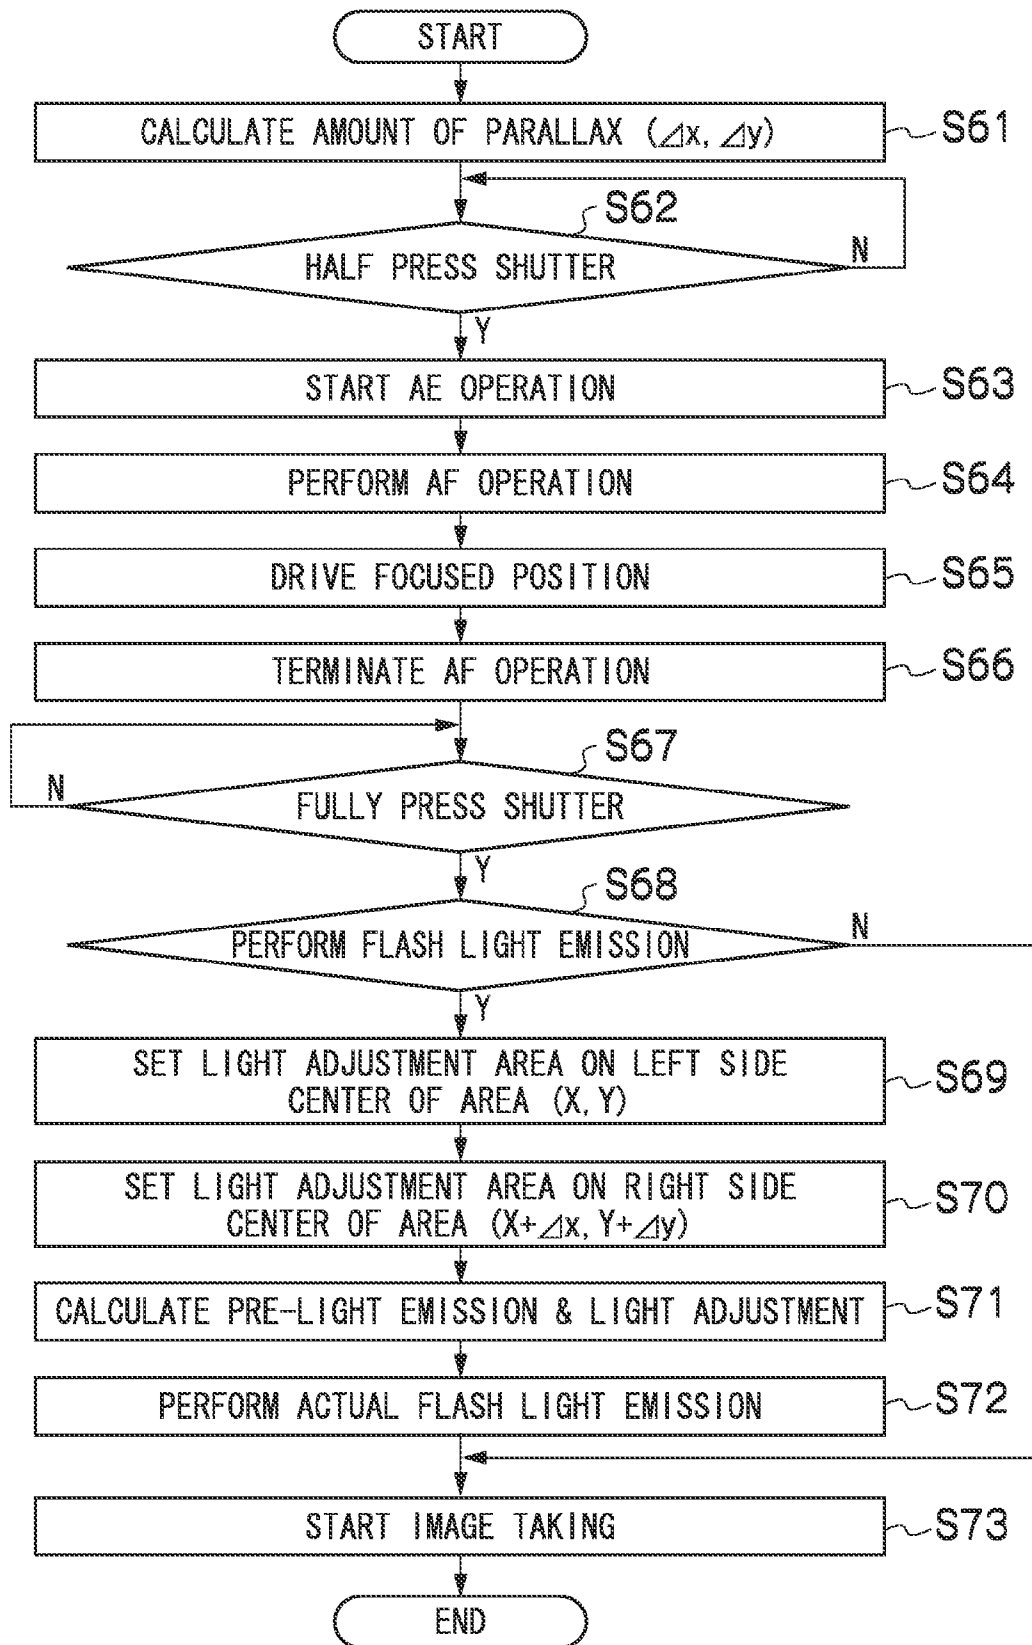 START
CALCULATE AMOUNT OF PARALLAX (⊿x, ⊿y)
S61
S62
HALF PRESS SHUTTER
N
Y
START AE OPERATION
S63
PERFORM AF OPERATION
S64
DRIVE FOCUSED POSITION
S65
TERMINATE AF OPERATION
S66
S67
N
FULLY PRESS SHUTTER
Y
S68
PERFORM FLASH LIGHT EMISSION
N
Y
SET LIGHT ADJUSTMENT AREA ON LEFT SIDE
CENTER OF AREA (X, Y)
S69
SET LIGHT ADJUSTMENT AREA ON RIGHT SIDE
CENTER OF AREA (X+⊿x, Y+⊿y)
S70
CALCULATE PRE-LIGHT EMISSION & LIGHT ADJUSTMENT
S71
PERFORM ACTUAL FLASH LIGHT EMISSION
S72
START IMAGE TAKING
S73
END